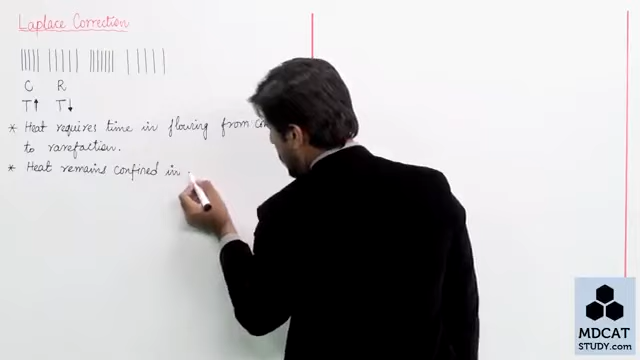 Laplace Correction
C R
T↑ T↓
* Heat requires time in flowing from
to rarefaction.
* Heat remains confined in
MDCAT
STUDY.com